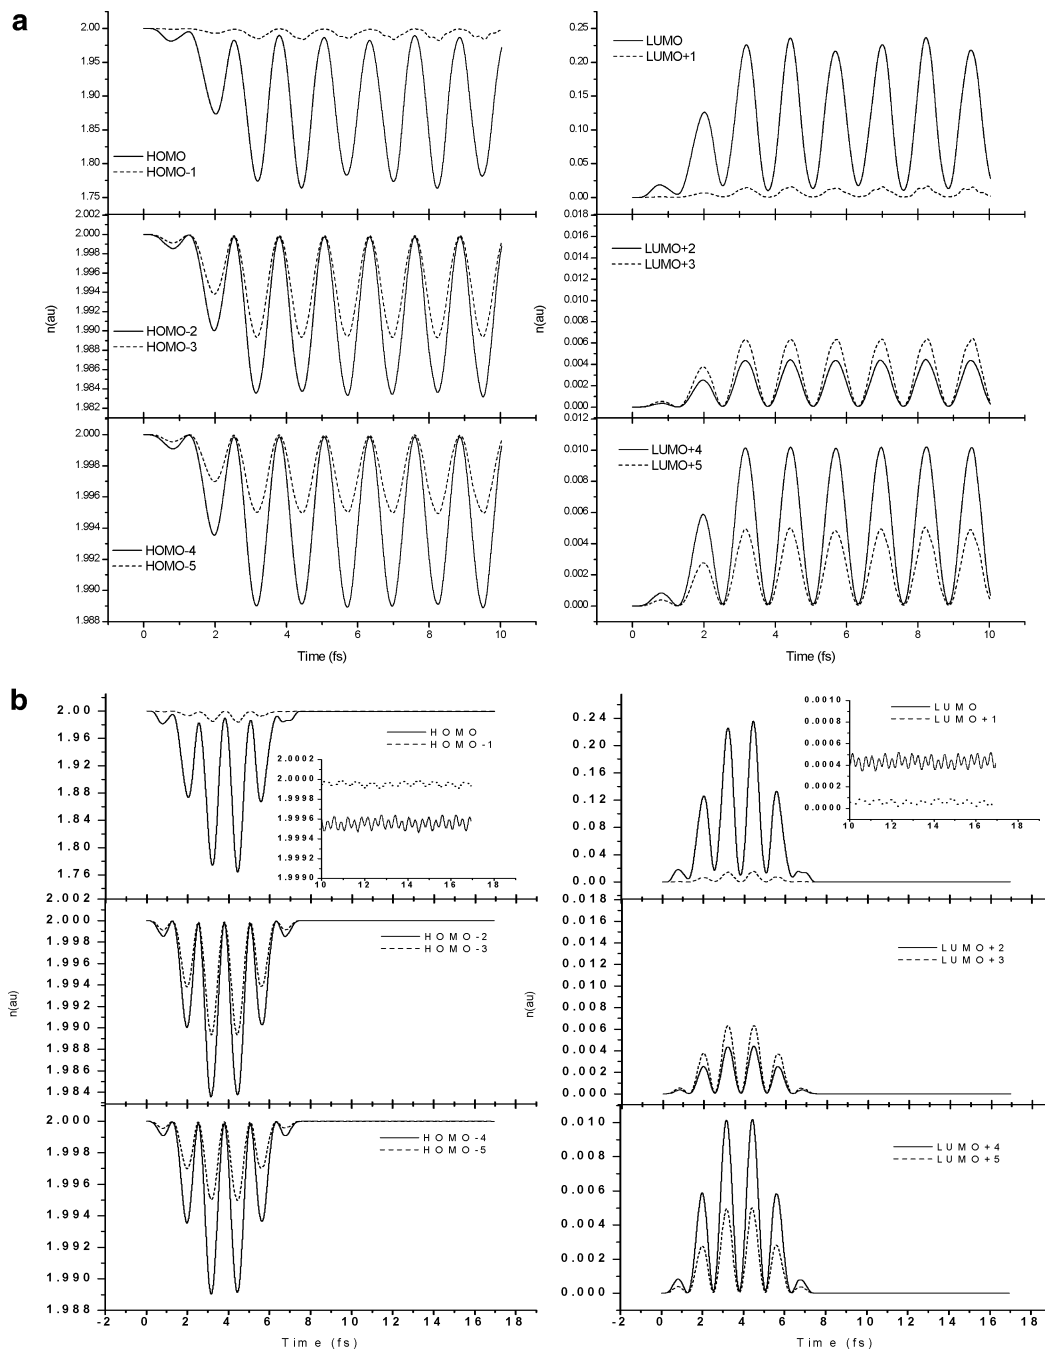 a
2.00
1.95
1.90
1.85
1.80
1.75
HOMO
HOMO-1
2.002
2.000
1.998
1.996
1.994
1.992
1.990
1.988
1.986
1.984
1.982
HOMO-2
HOMO-3
n(au)
2.000
1.998
1.996
1.994
1.992
1.990
1.988
HOMO-4
HOMO-5
0 2 4 6 8 10
Time (fs)
0.25
0.20
0.15
0.10
0.05
0.00
LUMO
LUMO+1
0.018
0.016
0.014
0.012
0.010
0.008
0.006
0.004
0.002
0.000
LUMO+2
LUMO+3
n(au)
0.012
0.010
0.008
0.006
0.004
0.002
0.000
LUMO+4
LUMO+5
0 2 4 6 8 10
Time (fs)
b
2.00
1.96
1.92
1.88
1.84
1.80
1.76
HOMO
HOMO-1
2.0002
2.0000
1.9998
1.9996
1.9994
1.9992
1.9990
10 12 14 16 18
2.002
2.000
1.998
1.996
1.994
1.992
1.990
1.988
1.986
1.984
HOMO-2
HOMO-3
n(au)
2.000
1.998
1.996
1.994
1.992
1.990
1.988
HOMO-4
HOMO-5
-2 0 2 4 6 8 10 12 14 16 18
Time (fs)
0.24
0.20
0.16
0.12
0.08
0.04
0.00
LUMO
LUMO+1
0.0010
0.0008
0.0006
0.0004
0.0002
0.0000
10 12 14 16 18
0.018
0.016
0.014
0.012
0.010
0.008
0.006
0.004
0.002
0.000
LUMO+2
LUMO+3
n(au)
0.010
0.008
0.006
0.004
0.002
0.000
LUMO+4
LUMO+5
-2 0 2 4 6 8 10 12 14 16 18
Time (fs)